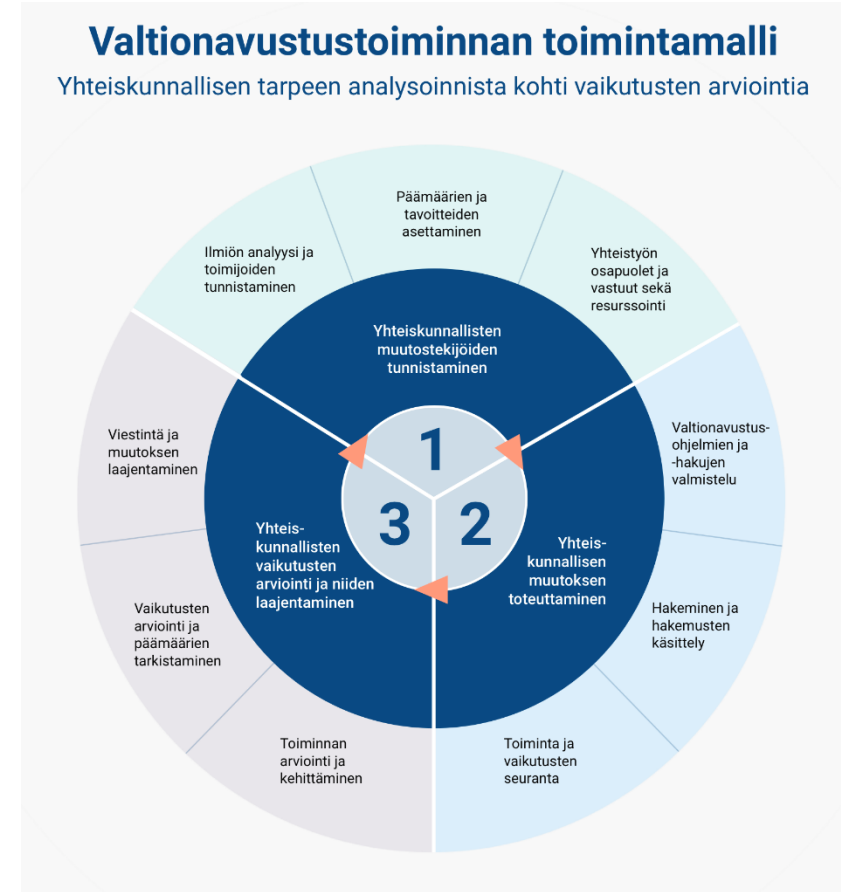 Valtionavustustoiminnan toimintamalli
Yhteiskunnallisen tarpeen analysoinnista kohti vaikutusten arviointia
Päämäärien ja
tavoitteiden
asettaminen
Ilmiön analyysi ja
toimijoiden
tunnistaminen
Yhteistyön
osapuolet ja
vastuut sekä
resurssointi
Yhteiskunnallisten
muutostekijöiden
tunnistaminen
1
Viestintä ja
muutoksen
laajentaminen
Valtionavustus-
ohjelmien ja
-hakujen
valmistelu
3
2
Yhteis-
kunnallisten
vaikutusten
arviointi ja niiden
laajentaminen
Yhteis-
kunnallisen
muutoksen
toteuttaminen
Vaikutusten
arviointi ja
päämäärien
tarkistaminen
Hakeminen ja
hakemusten
käsittely
Toiminnan
arviointi ja
kehittäminen
Toiminta ja
vaikutusten
seuranta